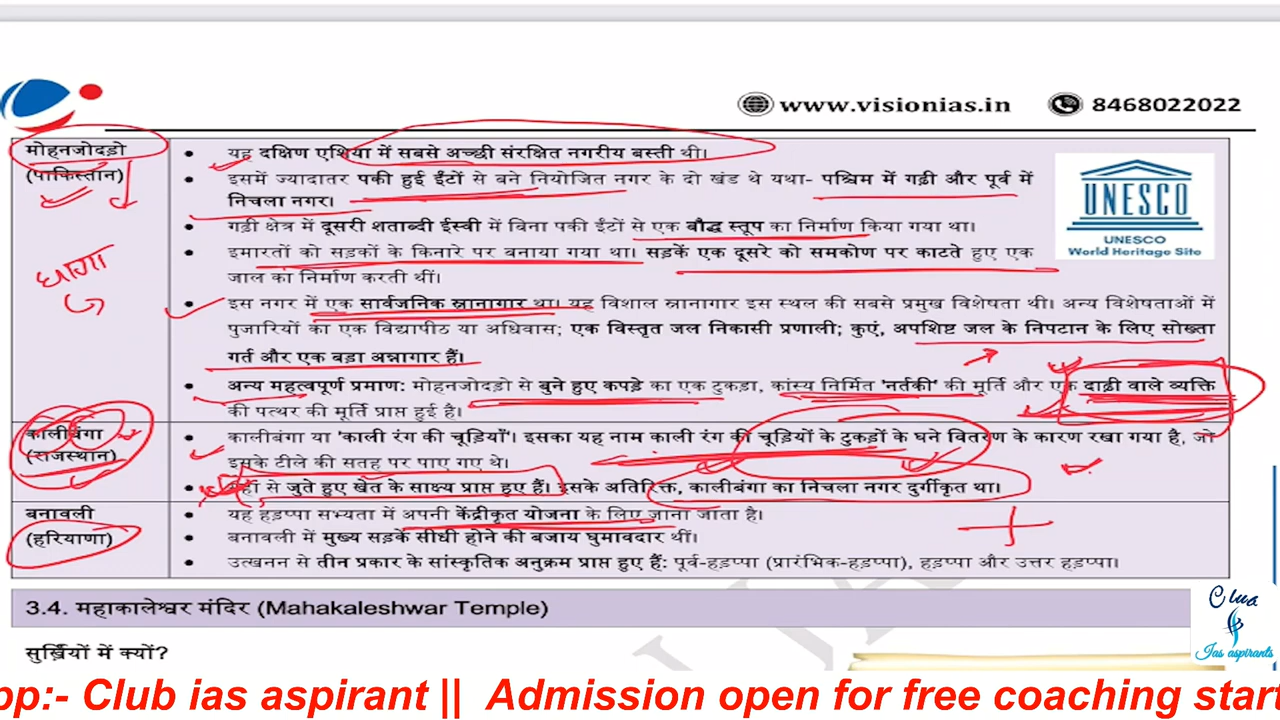 www.visionias.in
8468022022
मोहनजोदड़ो
(पाकिस्तान)
धागा
• यह दक्षिण एशिया में सबसे अच्छी संरक्षित नगरीय बस्ती थी।
• इसमें ज्यादातर पकी हुई ईंटों से बने नियोजित नगर के दो खंड थे यथा- पश्चिम में गढ़ी और पूर्व में
निचला नगर।
• गढ़ी क्षेत्र में दूसरी शताब्दी ईस्वी में बिना पकी ईंटों से एक बौद्ध स्तूप का निर्माण किया गया था।
• इमारतों को सड़कों के किनारे पर बनाया गया था। सड़कें एक दूसरे को समकोण पर काटते हुए एक
जाल का निर्माण करती थीं।
• इस नगर में एक सार्वजनिक स्नानागार था। यह विशाल स्नानागार इस स्थल की सबसे प्रमुख विशेषता थी। अन्य विशेषताओं में
पुजारियों का एक विद्यापीठ या अधिवास; एक विस्तृत जल निकासी प्रणाली; कुएं, अपशिष्ट जल के निपटान के लिए सोख्ता
गर्त और एक बड़ा अन्नागार हैं।
• अन्य महत्वपूर्ण प्रमाण: मोहनजोदड़ो से बुने हुए कपड़े का एक टुकड़ा, कांस्य निर्मित 'नर्तकी' की मूर्ति और एक दाढ़ी वाले व्यक्ति
की पत्थर की मूर्ति प्राप्त हुई है।
UNESCO
UNESCO
World Heritage Site
कालीबंगा
(राजस्थान)
• कालीबंगा या 'काली रंग की चूड़ियाँ'। इसका यह नाम काली रंग की चूड़ियों के टुकड़ों के घने वितरण के कारण रखा गया है, जो
इसके टीले की सतह पर पाए गए थे।
• यहां से जुते हुए खेत के साक्ष्य प्राप्त हुए हैं। इसके अतिरिक्त, कालीबंगा का निचला नगर दुर्गीकृत था।
बनावली
(हरियाणा)
• यह हड़प्पा सभ्यता में अपनी केंद्रीकृत योजना के लिए जाना जाता है।
• बनावली में मुख्य सड़कें सीधी होने की बजाय घुमावदार थीं।
• उत्खनन से तीन प्रकार के सांस्कृतिक अनुक्रम प्राप्त हुए हैं: पूर्व-हड़प्पा (प्रारंभिक-हड़प्पा), हड़प्पा और उत्तर हड़प्पा।
3.4. महाकालेश्वर मंदिर (Mahakaleshwar Temple)
सुर्ख़ियों में क्यों?
Club
Ias aspirants
pp:- Club ias aspirant || Admission open for free coaching start